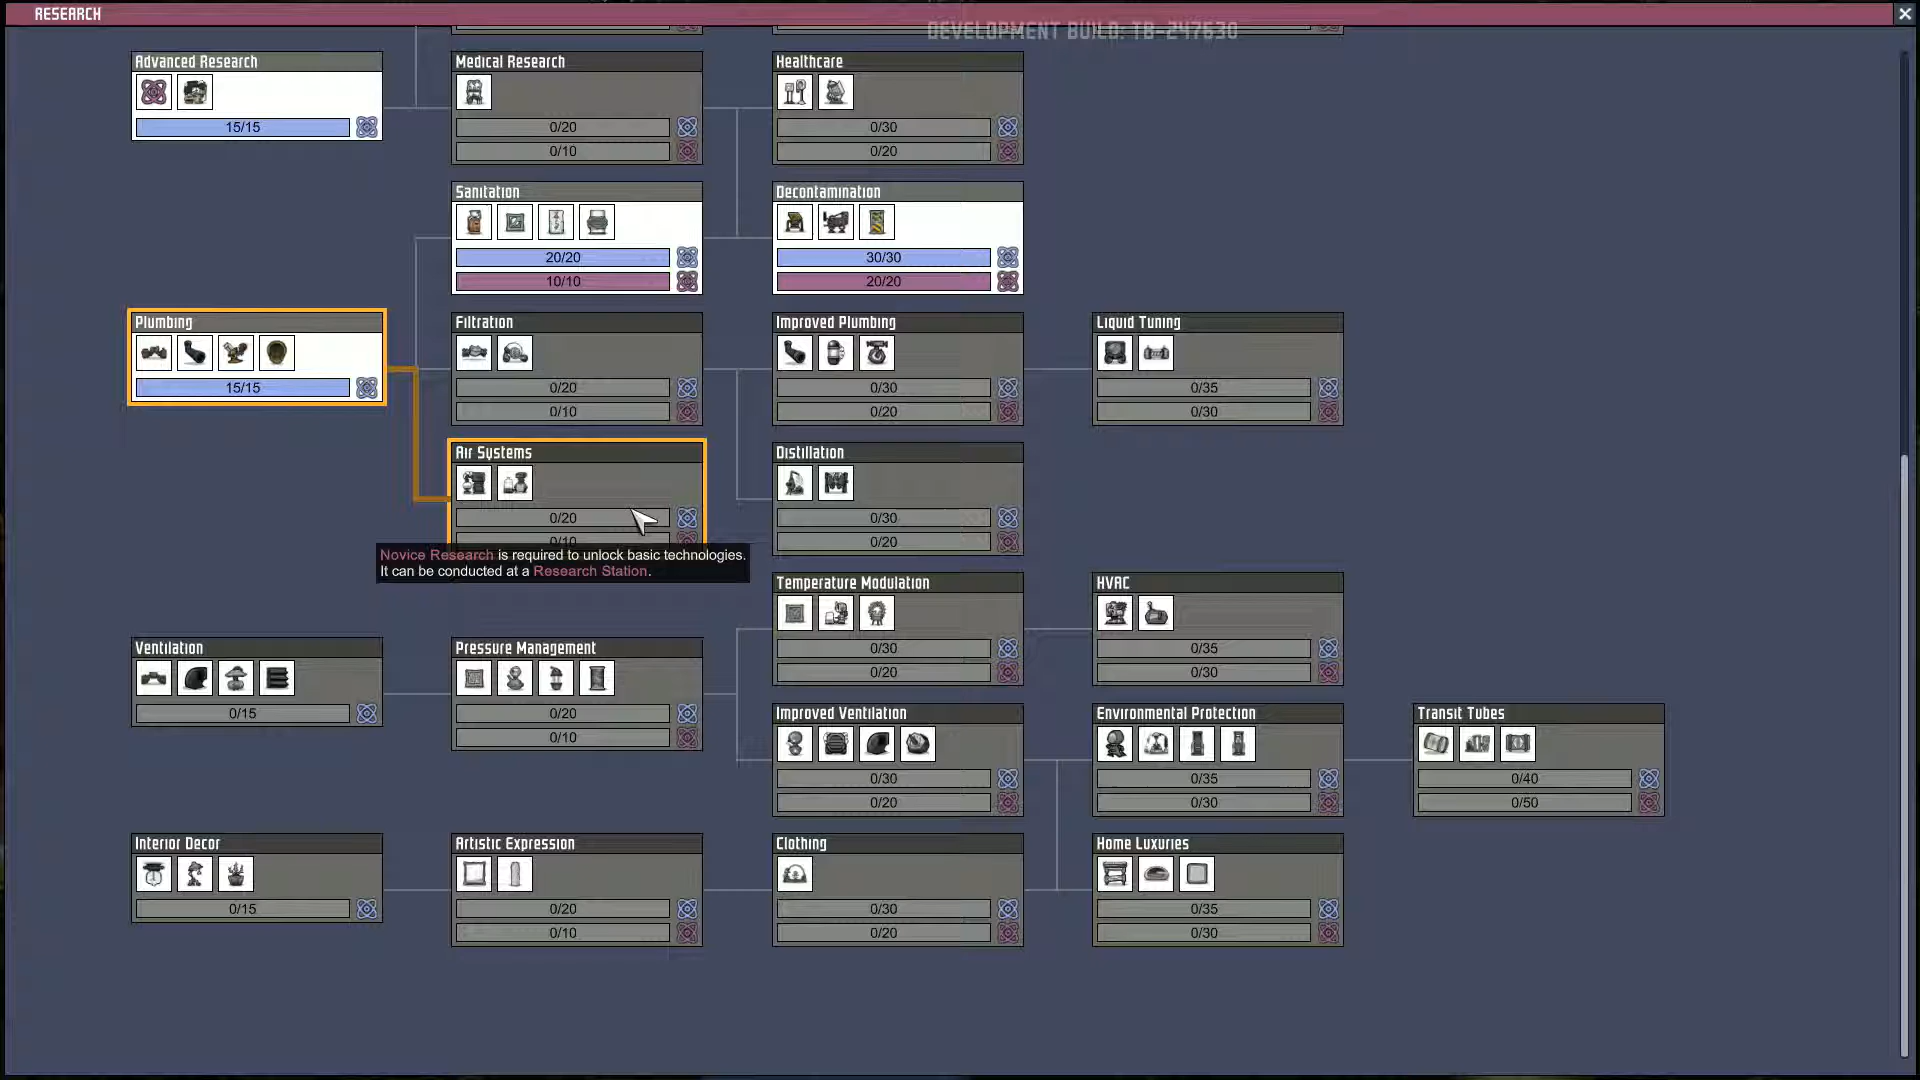 RESEARCH
DEVELOPMENT BUILD: TB-247630
Advanced Research
15/15
Medical Research
0/20
0/10
Healthcare
0/30
0/20
Sanitation
20/20
10/10
Decontamination
30/30
20/20
Plumbing
15/15
Filtration
0/20
0/10
Improved Plumbing
0/30
0/20
Liquid Tuning
0/35
0/30
Air Systems
0/20
0/10
Distillation
0/30
0/20
Novice Research is required to unlock basic technologies.
It can be conducted at a Research Station.
Temperature Modulation
0/30
0/20
HVAC
0/35
0/30
Ventilation
0/15
Pressure Management
0/20
0/10
Improved Ventilation
0/30
0/20
Environmental Protection
0/35
0/30
Transit Tubes
0/40
0/50
Interior Decor
0/15
Artistic Expression
0/20
0/10
Clothing
0/30
0/20
Home Luxuries
0/35
0/30